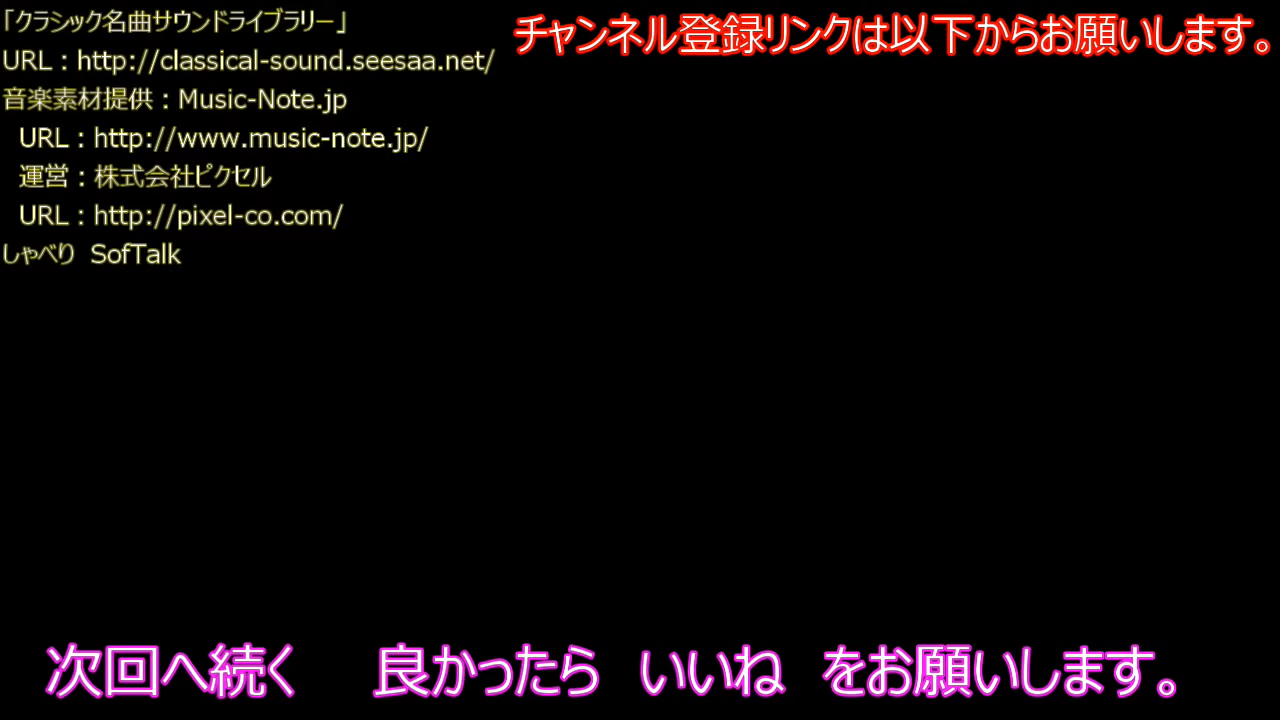 「クラシック名曲サウンドライブラリー」
チャンネル登録リンクは以下からお願いします。
URL：http://classical-sound.seesaa.net/
音楽素材提供：Music-Note.jp
URL：http://www.music-note.jp/
運営：株式会社ピクセル
URL：http://pixel-co.com/
しゃべり SofTalk
次回へ続く 良かったら いいね をお願いします。